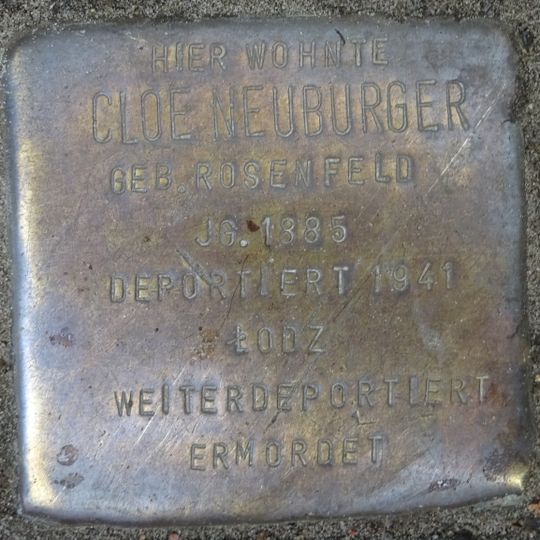 HIER WOHNTE
CLOE NEUBURGER
GEB. ROSENFELD
JG. 1885
DEPORTIERT 1941
ŁODZ
WEITERDEPORTIERT
ERMORDET